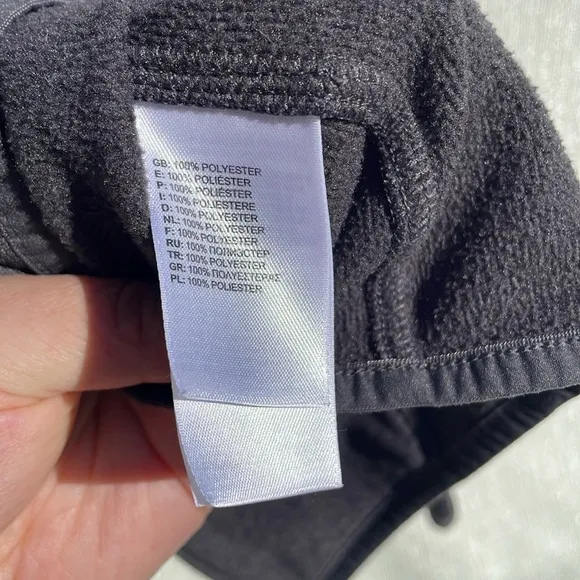 GB: 100% POLYESTER
E: 100% POLIÉSTER
P: 100% POLIÉSTER
I: 100% POLIESTERE
D: 100% POLYESTER
NL: 100% POLYESTER
F: 100% POLYESTER
RU: 100% ПОЛИЭСТЕР
TR: 100% POLYESTER
GR: 100% ΠΟΛΥΕΣΤΕΡΑΣ
PL: 100% POLIESTER